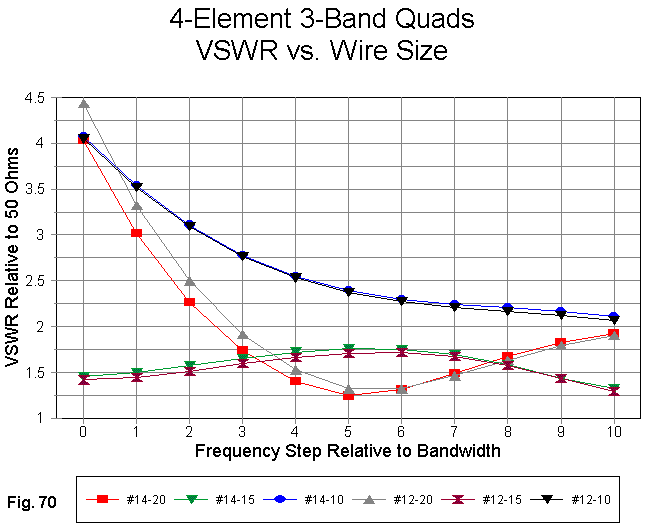 4-Element 3-Band Quads
VSWR vs. Wire Size
VSWR Relative to 50 Ohms
4.5
4
3.5
3
2.5
2
1.5
1
0 1 2 3 4 5 6 7 8 9 10
Frequency Step Relative to Bandwidth
Fig. 70
#14-20 #14-15 #14-10 #12-20 #12-15 #12-10